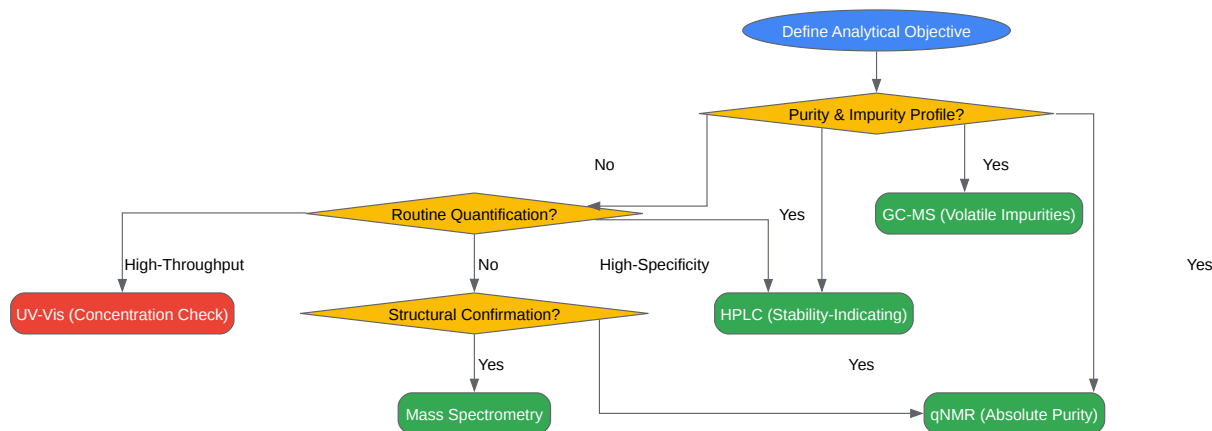 Define Analytical Objective
Purity & Impurity Profile?
No
Yes
Routine Quantification?
Yes
GC-MS (Volatile Impurities)
High-Throughput
No
High-Specificity
Yes
UV-Vis (Concentration Check)
Structural Confirmation?
HPLC (Stability-Indicating)
Yes
Yes
Mass Spectrometry
qNMR (Absolute Purity)